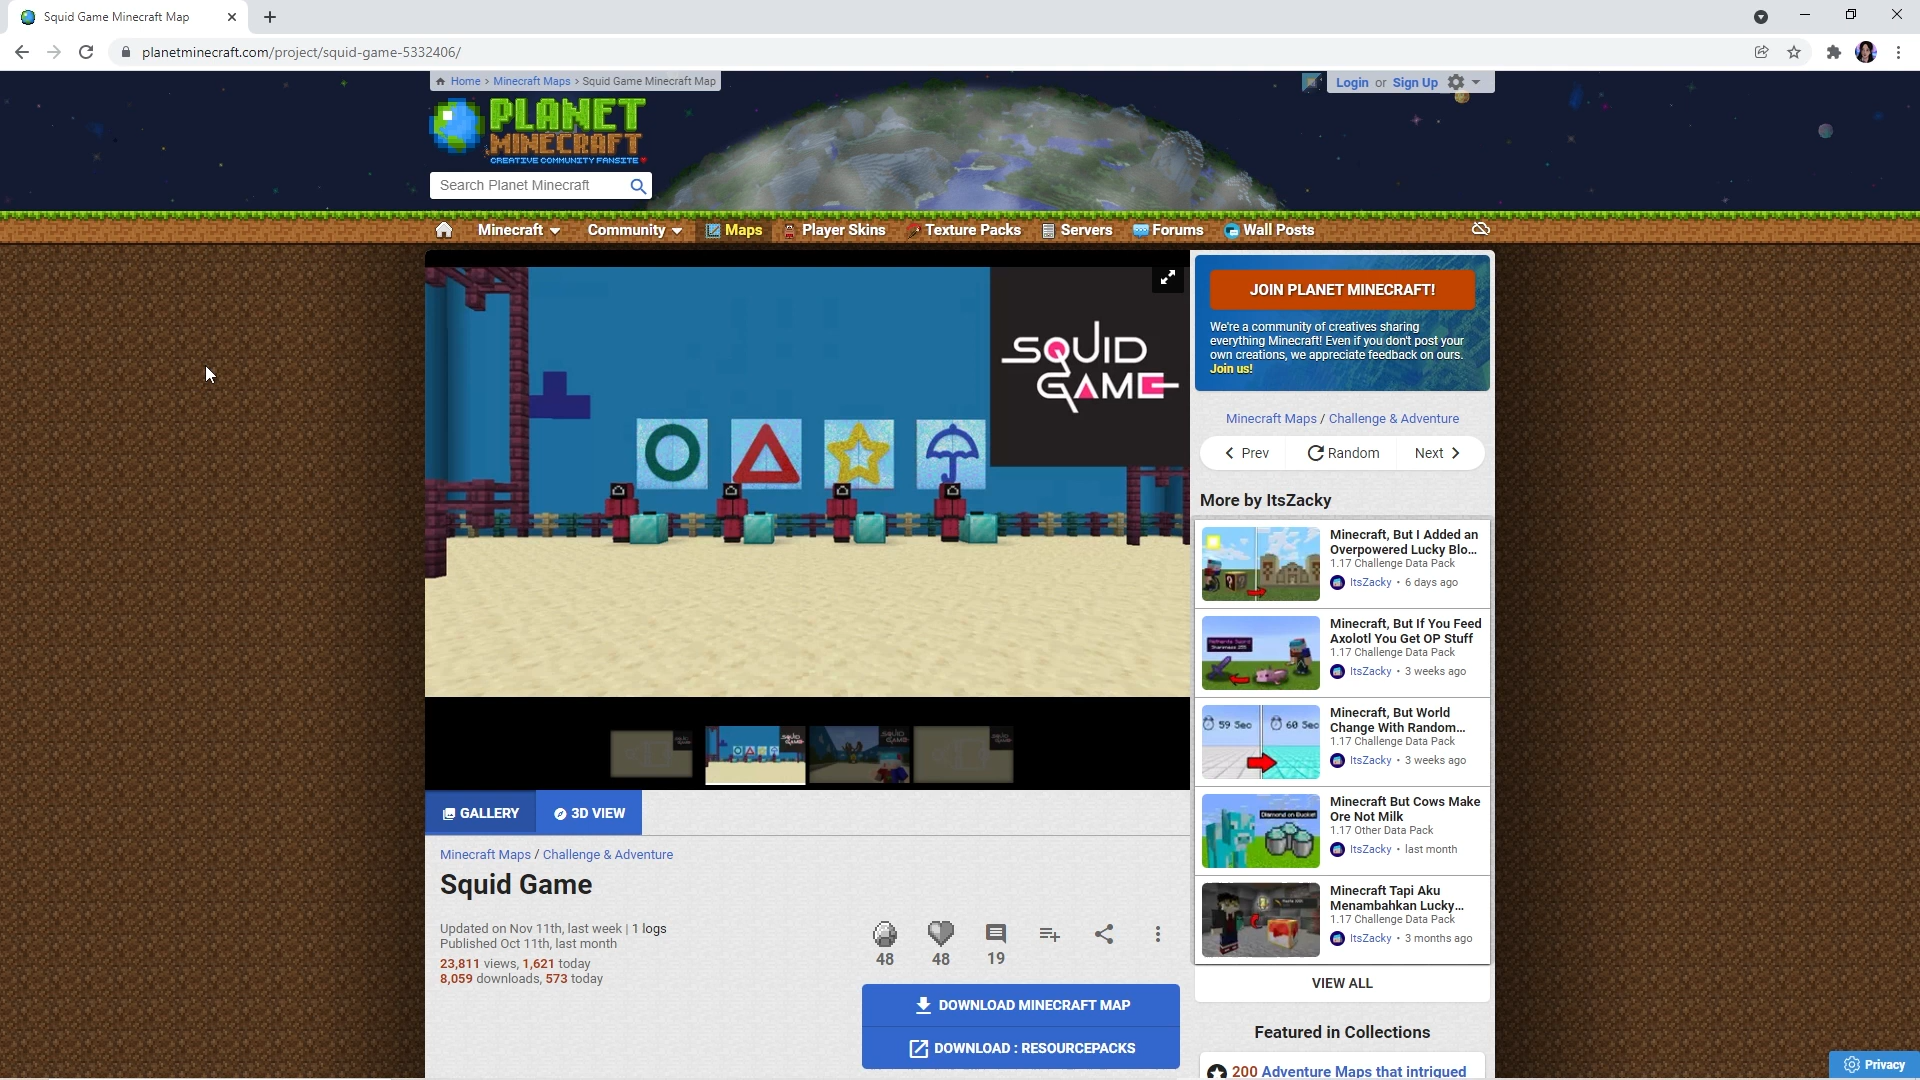 Squid Game Minecraft Map
planetminecraft.com/project/squid-game-5332406/
Home > Minecraft Maps > Squid Game Minecraft Map
Login or Sign Up
PLANET
MINECRAFT
CREATIVE COMMUNITY FANSITE
Search Planet Minecraft
Minecraft
Community
Maps
Player Skins
Texture Packs
Servers
Forums
Wall Posts
SQUID
GAME
GALLERY
3D VIEW
Minecraft Maps / Challenge & Adventure
Squid Game
Updated on Nov 11th, last week | 1 logs
Published Oct 11th, last month
23,811 views, 1,621 today
8,059 downloads, 573 today
48
48
19
DOWNLOAD MINECRAFT MAP
DOWNLOAD : RESOURCEPACKS
JOIN PLANET MINECRAFT!
We're a community of creatives sharing
everything Minecraft! Even if you don't post your
own creations, we appreciate feedback on ours.
Join us!
Minecraft Maps / Challenge & Adventure
Prev
Random
Next
More by ItsZacky
Minecraft, But I Added an
Overpowered Lucky Blo...
1.17 Challenge Data Pack
ItsZacky • 6 days ago
Minecraft, But If You Feed
Axolotl You Get OP Stuff
1.17 Challenge Data Pack
ItsZacky • 3 weeks ago
59 Sec
60 Sec
Minecraft, But World
Change With Random...
1.17 Challenge Data Pack
ItsZacky • 3 weeks ago
Diamond on Bucket
Minecraft But Cows Make
Ore Not Milk
1.17 Other Data Pack
ItsZacky • last month
Minecraft Tapi Aku
Menambahkan Lucky...
1.17 Challenge Data Pack
ItsZacky • 3 months ago
VIEW ALL
Featured in Collections
200 Adventure Maps that intrigued
Privacy